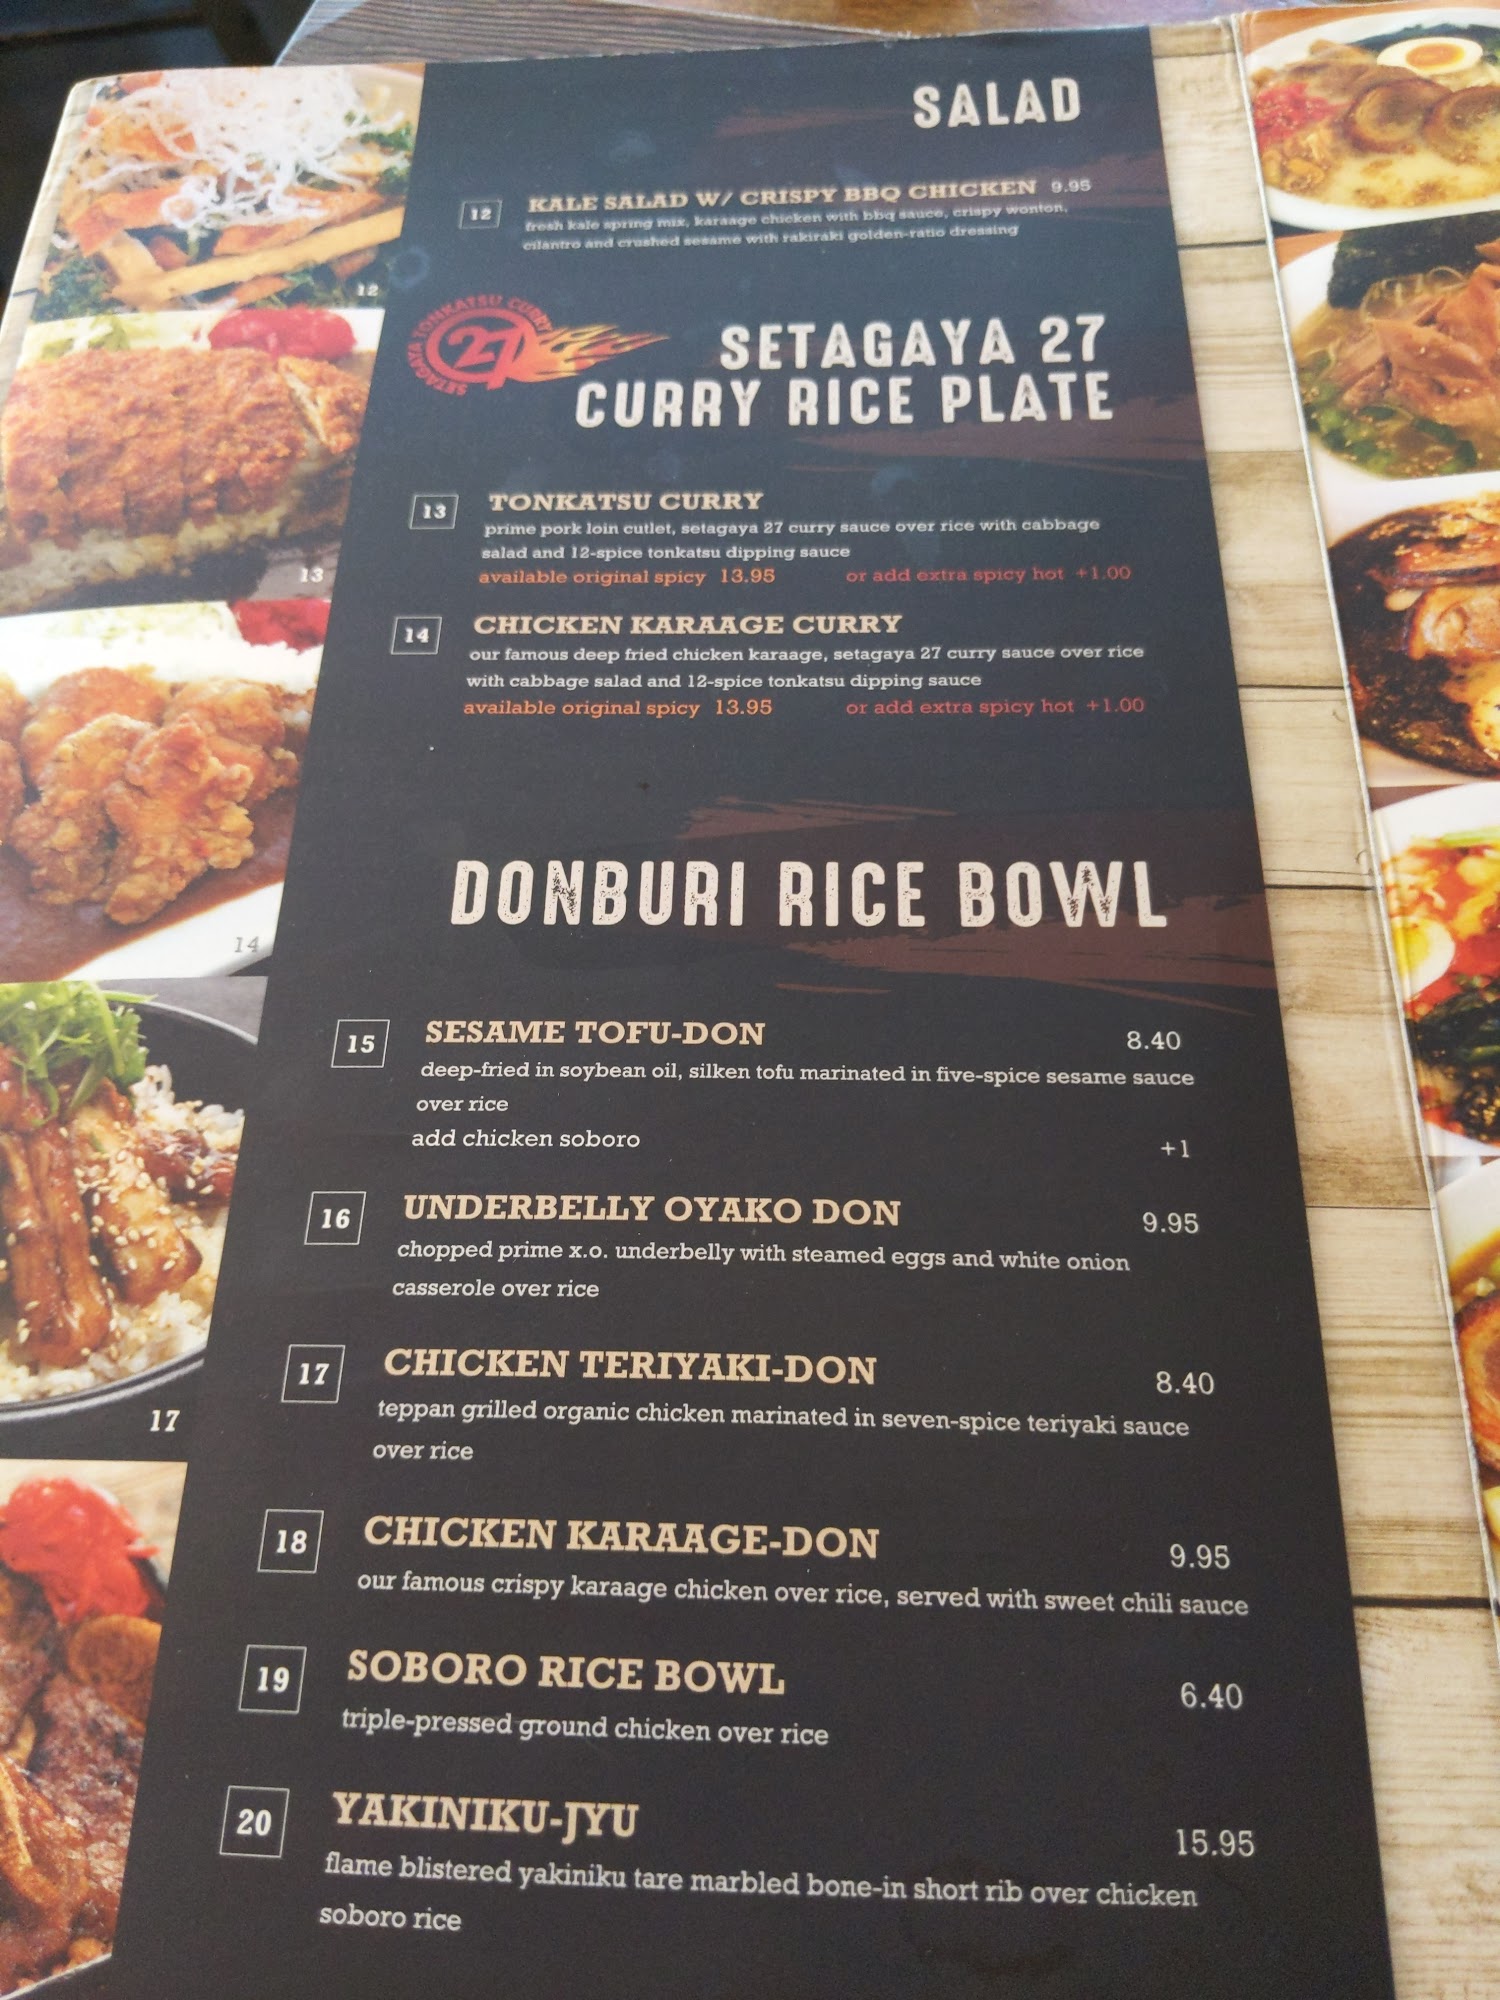 SALAD
12 KALE SALAD W/ CRISPY BBQ CHICKEN 9.95
fresh kale spring mix, karaage chicken with bbq sauce, crispy wonton,
cilantro and crushed sesame with rakiraki golden-ratio dressing
12
SETAGAYA TONKATSU CURRY
27
SETAGAYA 27
CURRY RICE PLATE
13 TONKATSU CURRY
prime pork loin cutlet, setagaya 27 curry sauce over rice with cabbage
salad and 12-spice tonkatsu dipping sauce
available original spicy 13.95 or add extra spicy hot +1.00
13
14 CHICKEN KARAAGE CURRY
our famous deep fried chicken karaage, setagaya 27 curry sauce over rice
with cabbage salad and 12-spice tonkatsu dipping sauce
available original spicy 13.95 or add extra spicy hot +1.00
14
DONBURI RICE BOWL
15 SESAME TOFU-DON 8.40
deep-fried in soybean oil, silken tofu marinated in five-spice sesame sauce
over rice
add chicken soboro +1
16 UNDERBELLY OYAKO DON 9.95
chopped prime x.o. underbelly with steamed eggs and white onion
casserole over rice
17 CHICKEN TERIYAKI-DON 8.40
teppan grilled organic chicken marinated in seven-spice teriyaki sauce
over rice
17
18 CHICKEN KARAAGE-DON 9.95
our famous crispy karaage chicken over rice, served with sweet chili sauce
19 SOBORO RICE BOWL 6.40
triple-pressed ground chicken over rice
20 YAKINIKU-JYU 15.95
flame blistered yakiniku tare marbled bone-in short rib over chicken
soboro rice